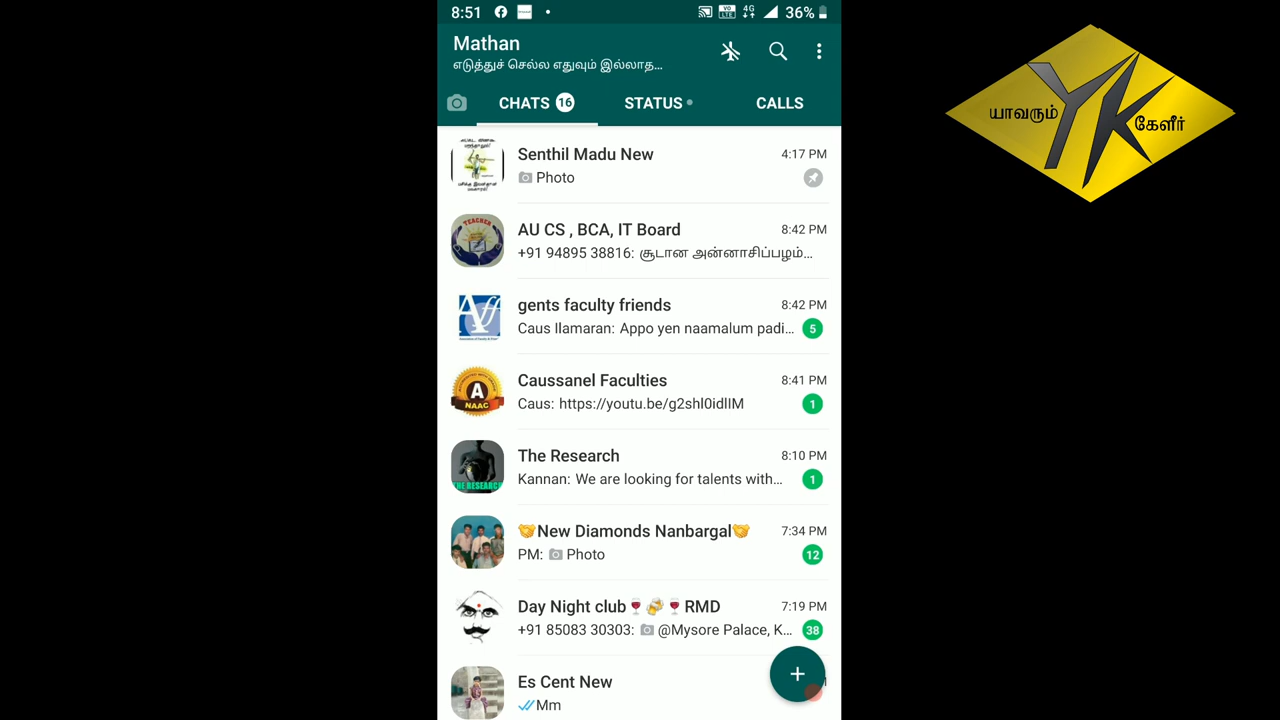 8:51
4G
36%
Mathan
எடுத்துச் செல்ல எதுவும் இல்லாத...
CHATS 16
STATUS
CALLS
Senthil Madu New 4:17 PM
Photo
AU CS , BCA, IT Board 8:42 PM
+91 94895 38816: சூடான அன்னாசிப்பழம்...
gents faculty friends 8:42 PM
Caus Ilamaran: Appo yen naamalum padi... 5
Caussanel Faculties 8:41 PM
Caus: https://youtu.be/g2shl0idlIM 1
The Research 8:10 PM
Kannan: We are looking for talents with... 1
🤝New Diamonds Nanbargal🤝 7:34 PM
PM: Photo 12
Day Night club🍷🍻🍷RMD 7:19 PM
+91 85083 30303: @Mysore Palace, K... 38
Es Cent New
Mm
A
NAAC
TEACHER
THE RESEARCH
யாவரும் YK கேளீர்